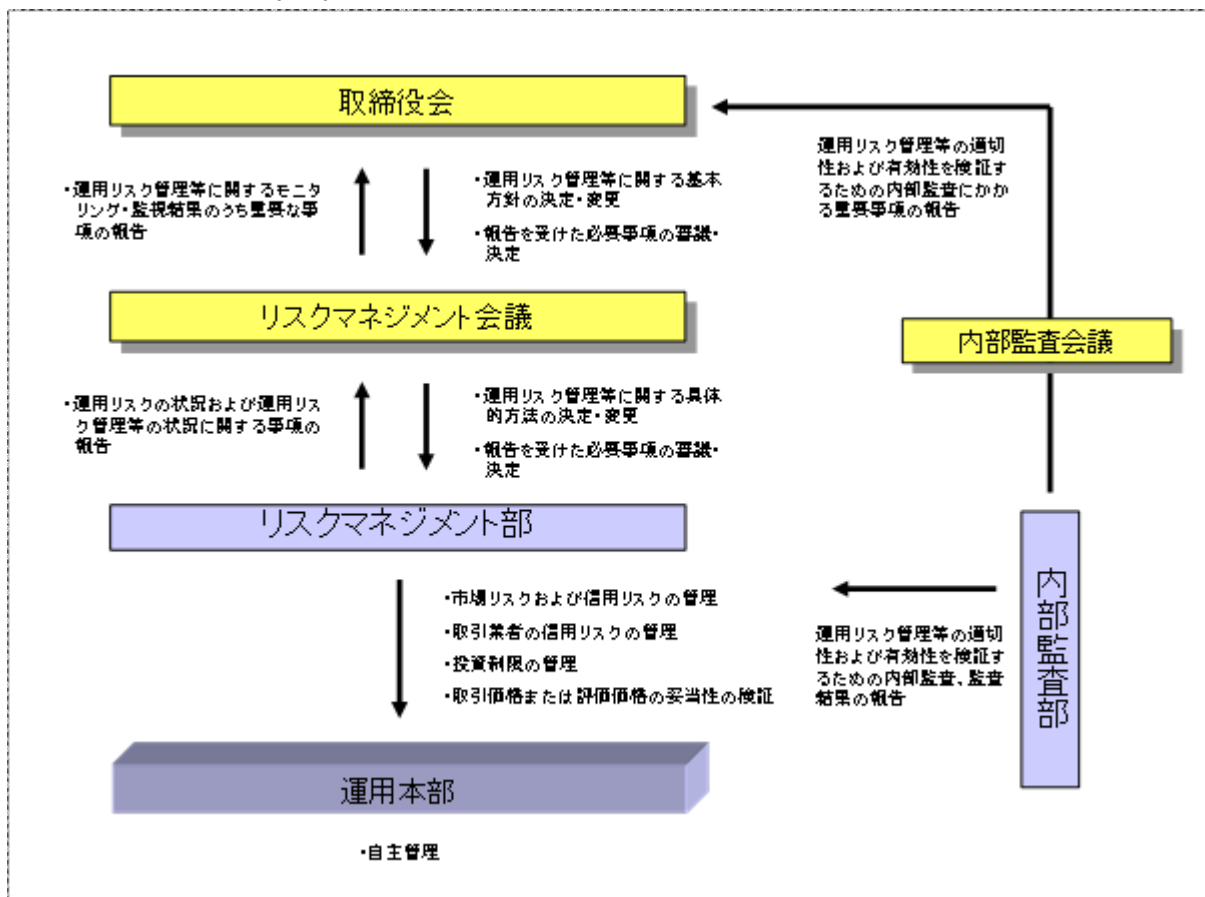 取締役会
・運用リスク管理等に関するモニタ
リング・監視結果のうち重要な事
項の報告
・運用リスク管理等に関する基本
方針の決定・変更
・報告を受けた必要事項の審議・
決定
運用リスク管理等の適切
性および有効性を検証す
るための内部監査にかか
る重要事項の報告
リスクマネジメント会議
内部監査会議
・運用リスクの状況および運用リス
ク管理等の状況に関する事項の
報告
・運用リスク管理等に関する具体
的方法の決定・変更
・報告を受けた必要事項の審議・
決定
リスクマネジメント部
・市場リスクおよび信用リスクの管理
・取引業者の信用リスクの管理
・投資制限の管理
・取引価格または評価価格の妥当性の検証
運用リスク管理等の適切
性および有効性を検証す
るための内部監査、監査
結果の報告
内部監査部
運用本部
・自主管理